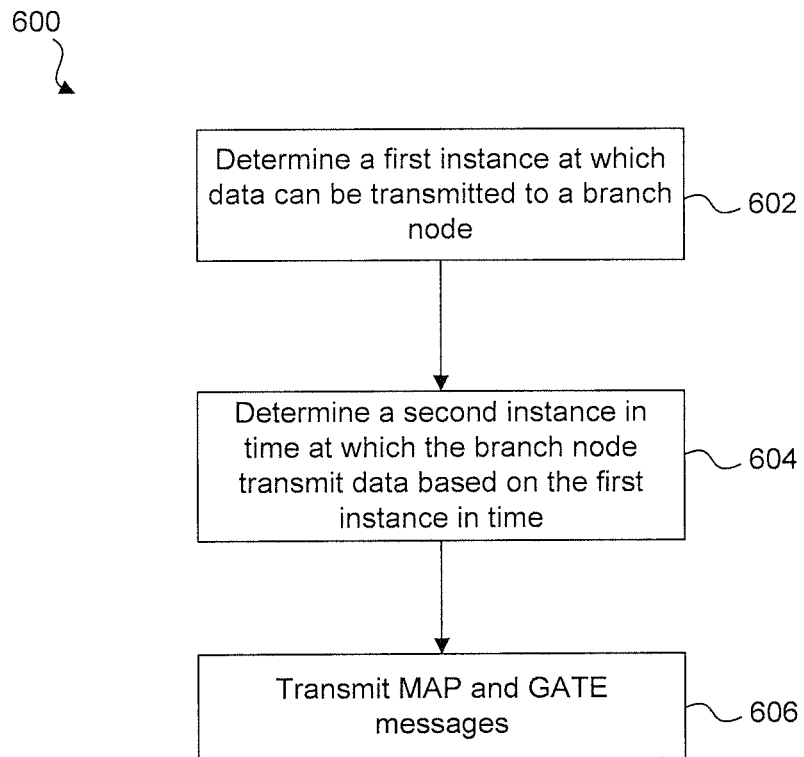 600
Determine a first instance at which
data can be transmitted to a branch
node
602
Determine a second instance in
time at which the branch node
transmit data based on the first
instance in time
604
Transmit MAP and GATE
messages
606